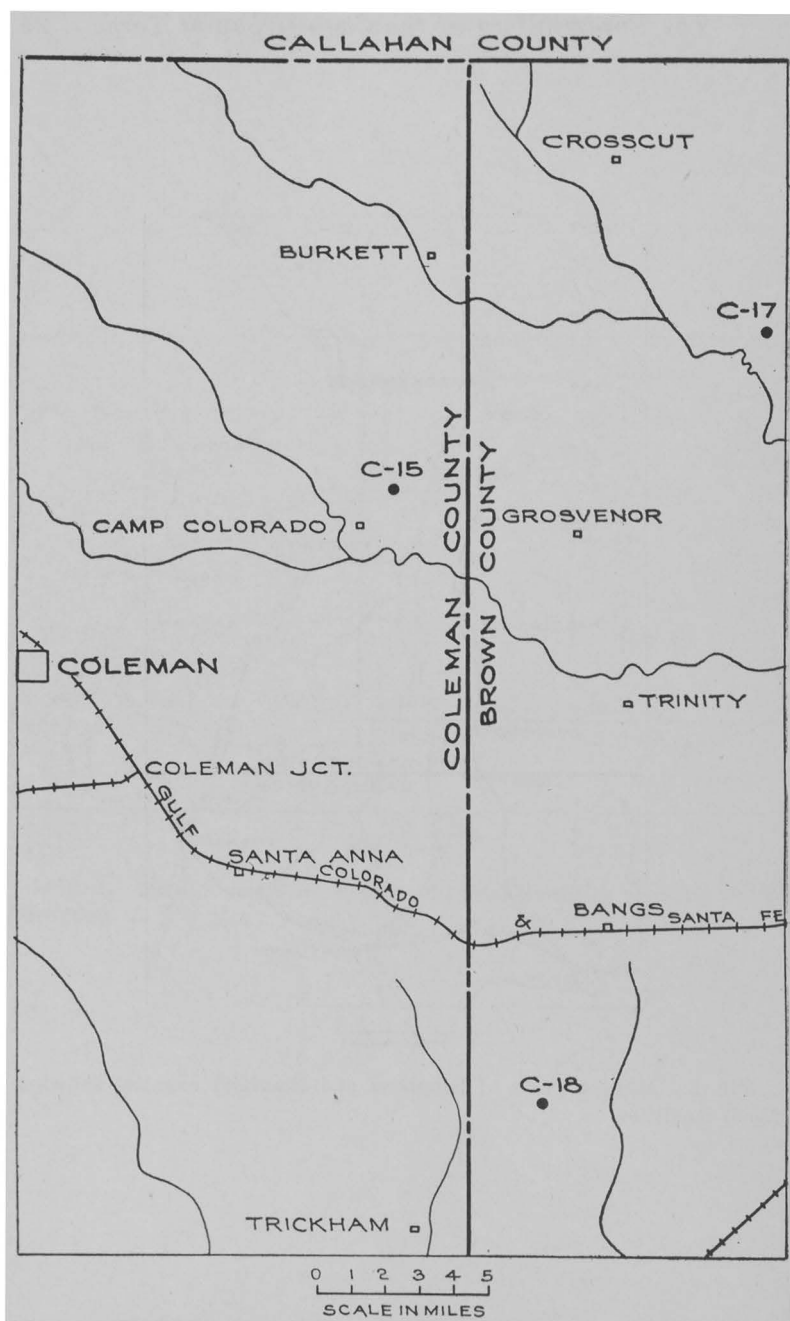 CALLAHAN COUNTY
CROSSCUT
BURKETT
C-17
COLEMAN COUNTY
BROWN COUNTY
C-15
CAMP COLORADO
GROSVENOR
COLEMAN
TRINITY
COLEMAN JCT.
GULF
SANTA ANNA
COLORADO
&
BANGS
SANTA FE
C-18
TRICKHAM
0 1 2 3 4 5
SCALE IN MILES